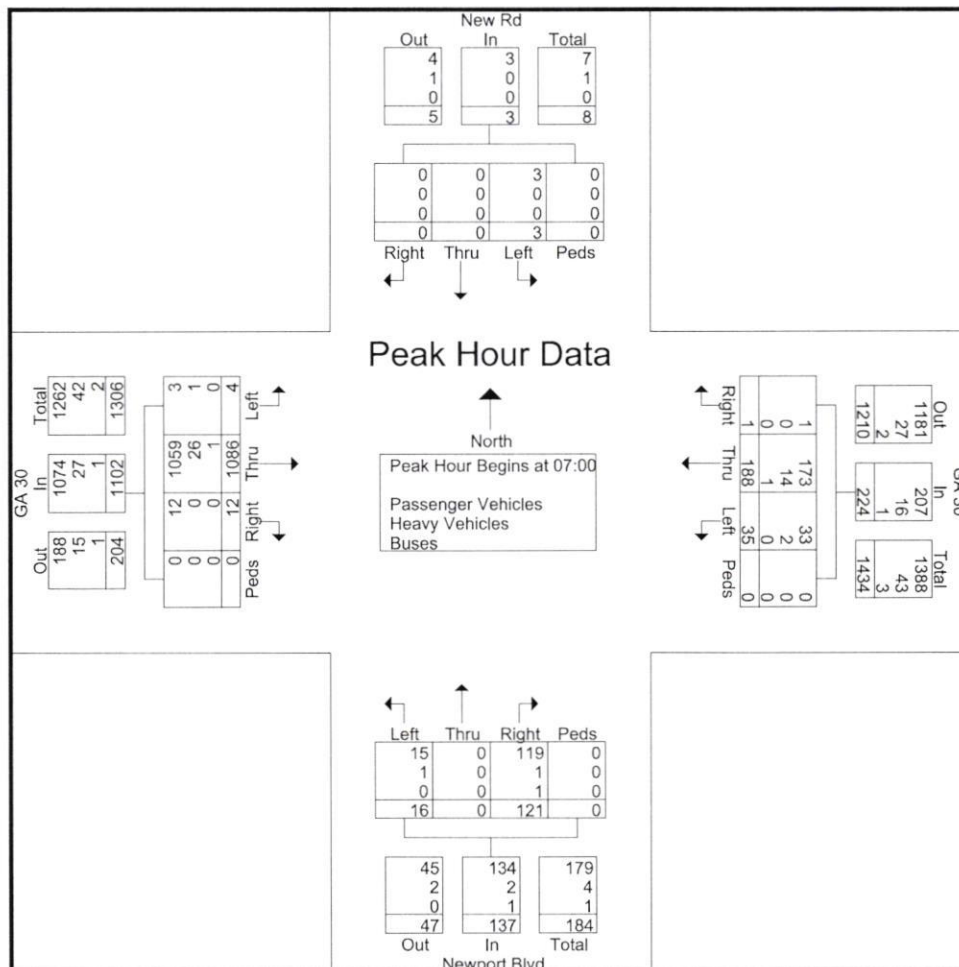 New Rd
Out In Total
4 3 7
1 0 1
0 0 0
5 3 8
0 0 3 0
0 0 0 0
0 0 0 0
0 0 3 0
Right Thru Left Peds
Peak Hour Data
North
Peak Hour Begins at 07:00
Passenger Vehicles
Heavy Vehicles
Buses
GA 30
Total In Out
1262 1074 188
42 27 15
2 1 1
1306 1102 204
3 1059 12 0
1 26 0 0
0 1 0 0
4 1086 12 0
Left Thru Right Peds
GA 30
Out In Total
1181 207 1388
27 16 43
2 1 3
1210 224 1434
1 173 33 0
0 14 2 0
0 1 0 0
1 188 35 0
Right Thru Left Peds
Left Thru Right Peds
15 0 119 0
1 0 1 0
0 0 1 0
16 0 121 0
45 134 179
2 2 4
0 1 1
47 137 184
Out In Total
Newport Blvd